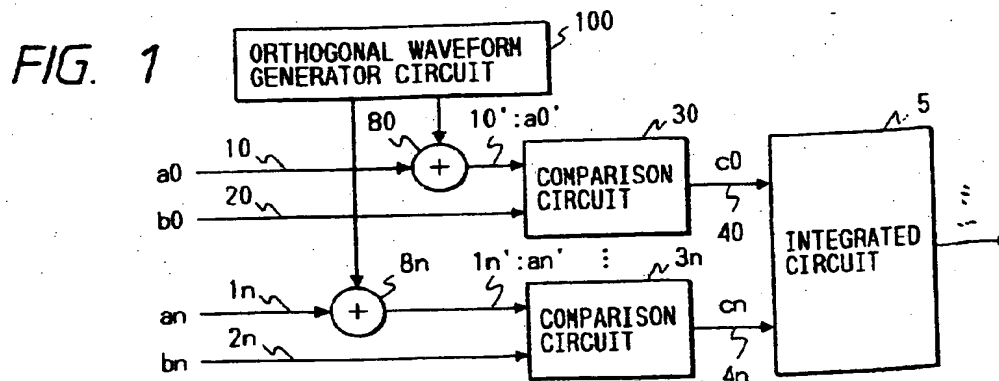 FIG. 1
ORTHOGONAL WAVEFORM
GENERATOR CIRCUIT
100
80
10':a0'
30
5
a0
10
+
COMPARISON
CIRCUIT
c0
b0
20
40
INTEGRATED
CIRCUIT
8n
1n':an'
3n
an
1n
+
COMPARISON
CIRCUIT
cn
bn
2n
4n